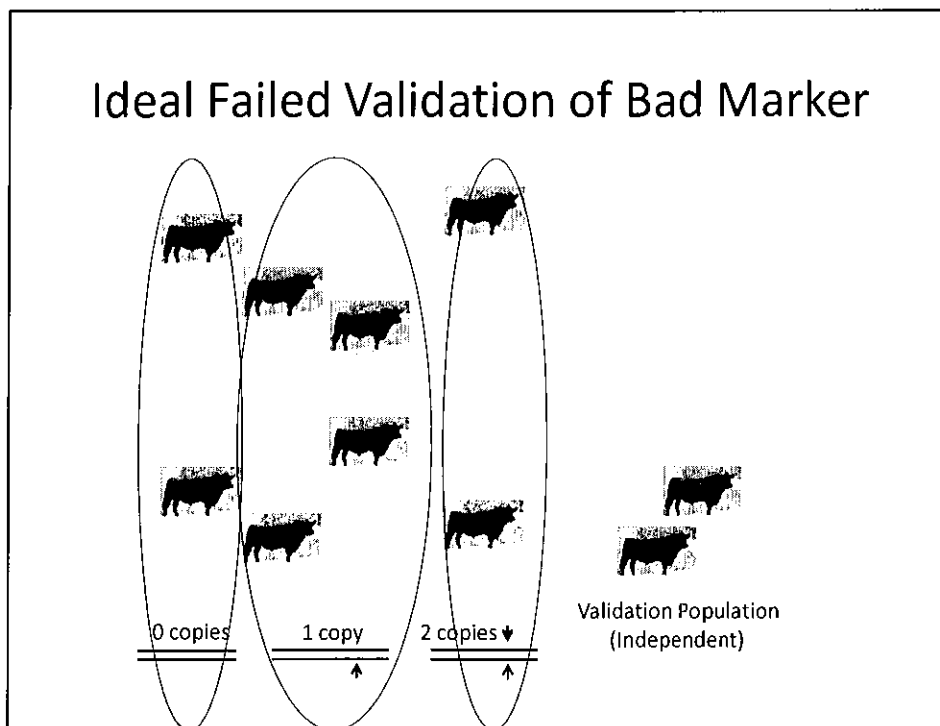 Ideal Failed Validation of Bad Marker
0 copies
1 copy
2 copies
Validation Population
(Independent)